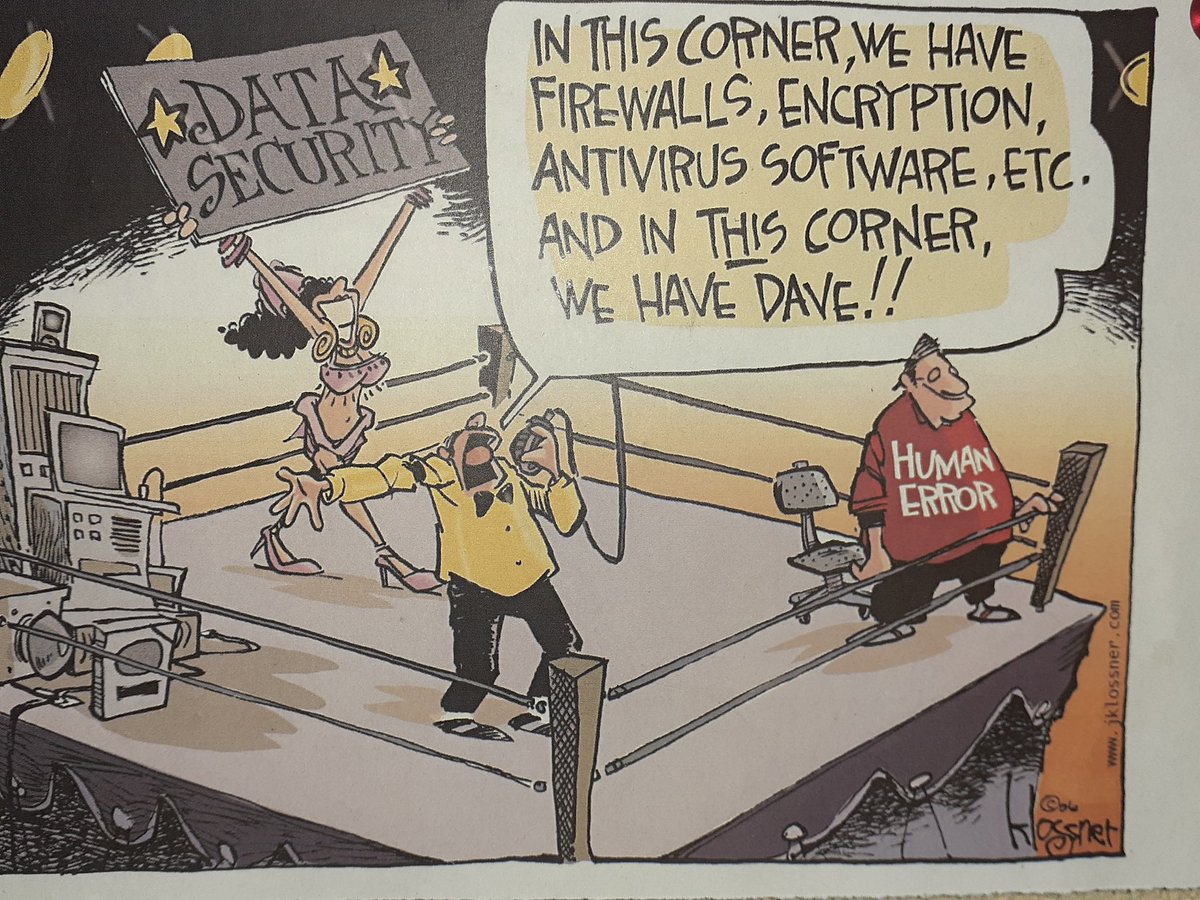 DATA
SECURITY
IN THIS CORNER, WE HAVE
FIREWALLS, ENCRYPTION,
ANTIVIRUS SOFTWARE, ETC.
AND IN THIS CORNER,
WE HAVE DAVE!!
HUMAN
ERROR
www.jklossner.com
©06
Klossner